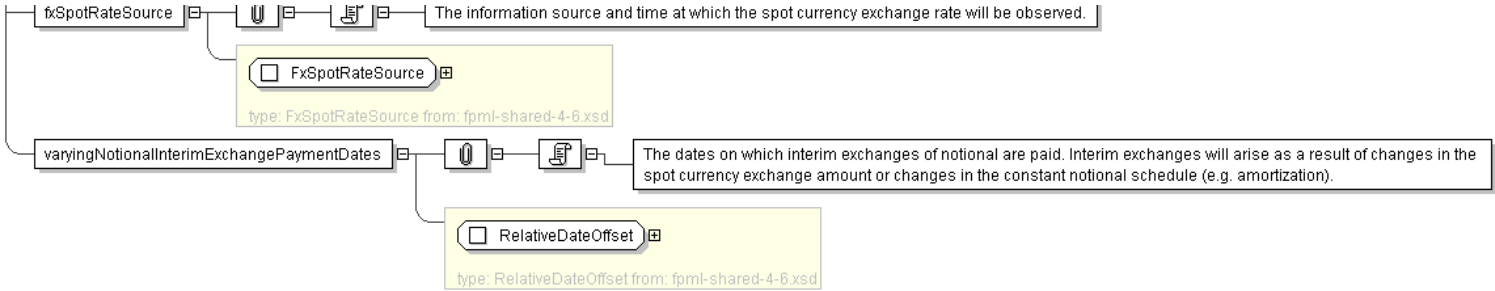 fxSpotRateSource The information source and time at which the spot currency exchange rate will be observed.
FxSpotRateSource
type: FxSpotRateSource from: fpml-shared-4-6.xsd
varyingNotionalInterimExchangePaymentDates The dates on which interim exchanges of notional are paid. Interim exchanges will arise as a result of changes in the
spot currency exchange amount or changes in the constant notional schedule (e.g. amortization).
RelativeDateOffset
type: RelativeDateOffset from: fpml-shared-4-6.xsd